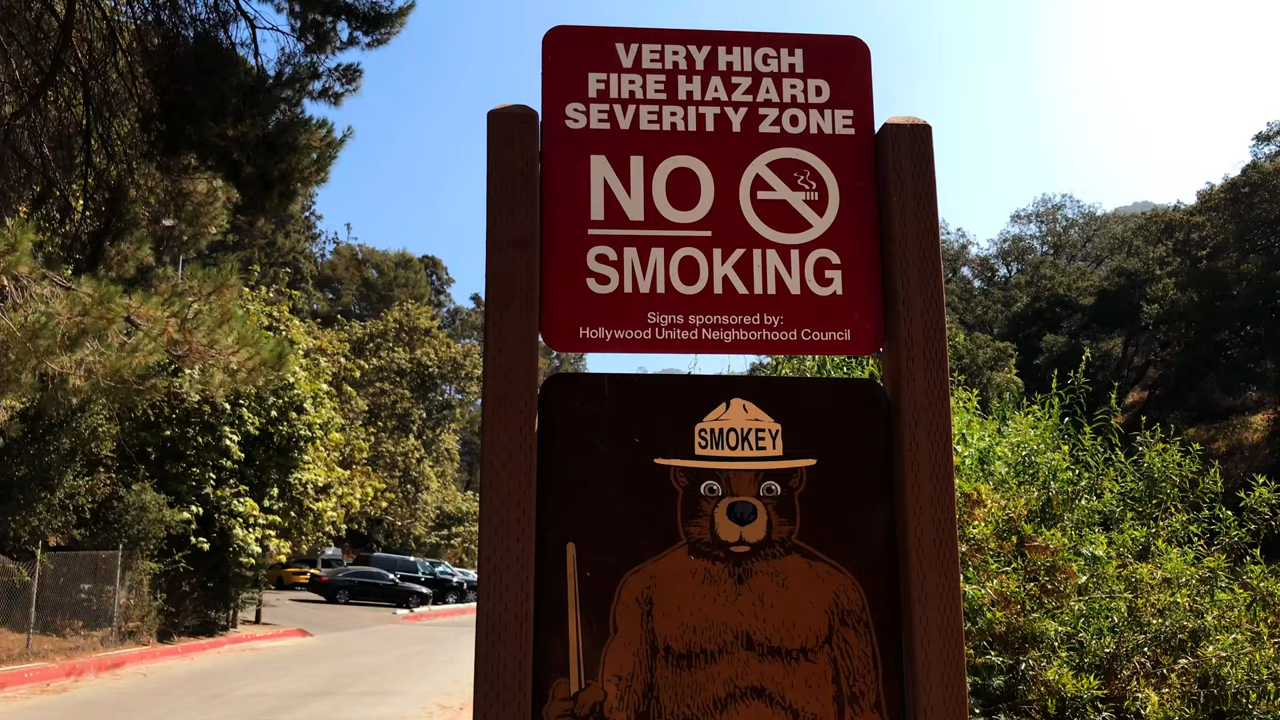 VERY HIGH
FIRE HAZARD
SEVERITY ZONE
NO
SMOKING
Signs sponsored by:
Hollywood United Neighborhood Council
SMOKEY